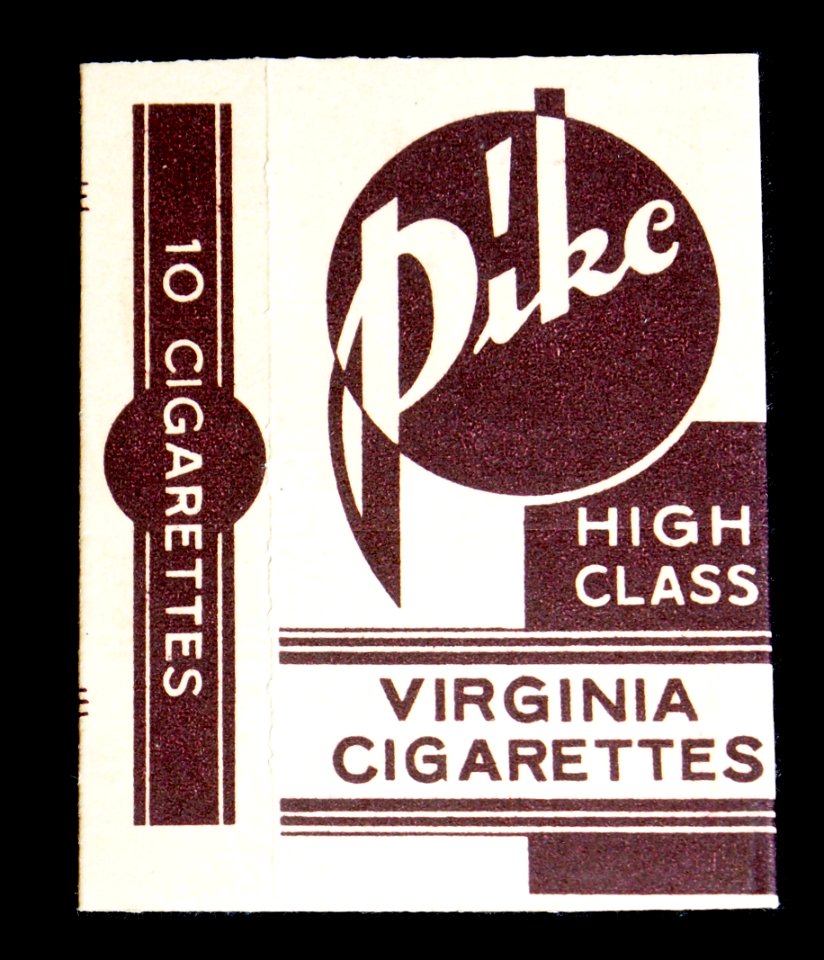 10 CIGARETTES
Pike
HIGH
CLASS
VIRGINIA
CIGARETTES